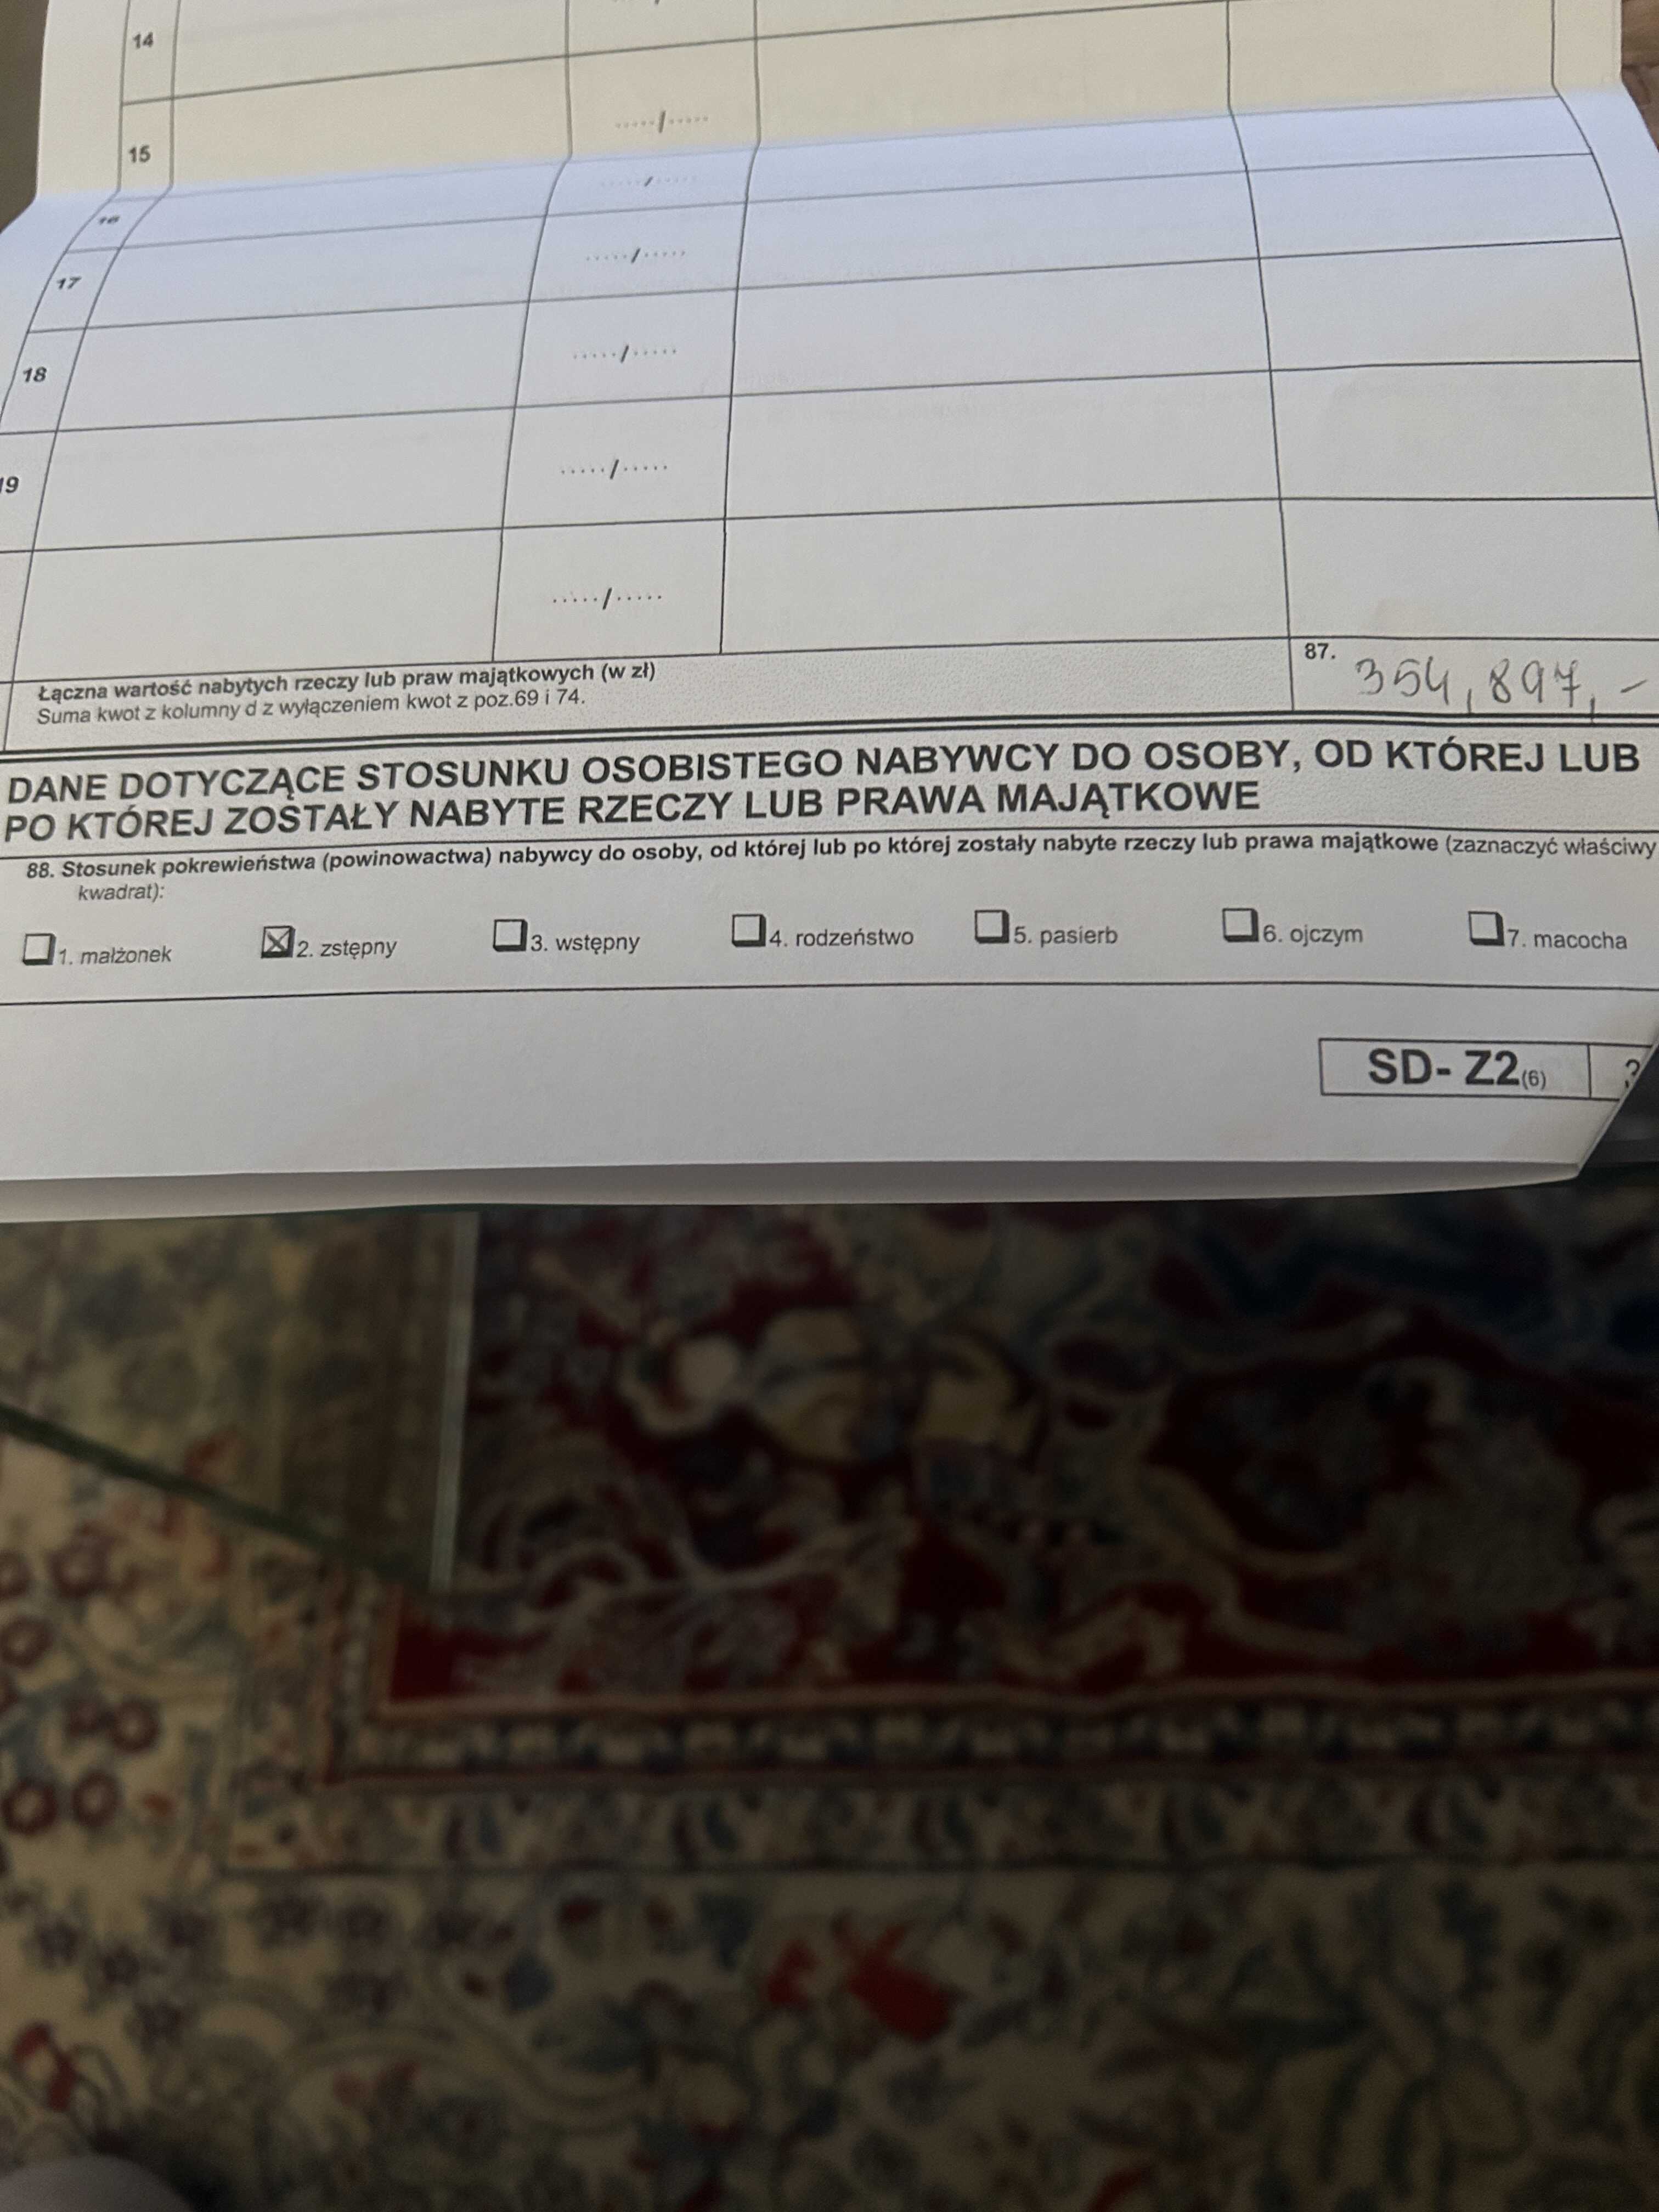 14
...../.....
15
...../.....
16
...../.....
17
...../.....
18
...../.....
19
...../.....
Łączna wartość nabytych rzeczy lub praw majątkowych (w zł)
Suma kwot z kolumny d z wyłączeniem kwot z poz.69 i 74.
87.
354,897,-
DANE DOTYCZĄCE STOSUNKU OSOBISTEGO NABYWCY DO OSOBY, OD KTÓREJ LUB
PO KTÓREJ ZOSTAŁY NABYTE RZECZY LUB PRAWA MAJĄTKOWE
88. Stosunek pokrewieństwa (powinowactwa) nabywcy do osoby, od której lub po której zostały nabyte rzeczy lub prawa majątkowe (zaznaczyć właściwy
kwadrat):
1. małżonek 2. zstępny 3. wstępny 4. rodzeństwo 5. pasierb 6. ojczym 7. macocha
SD- Z2(6)